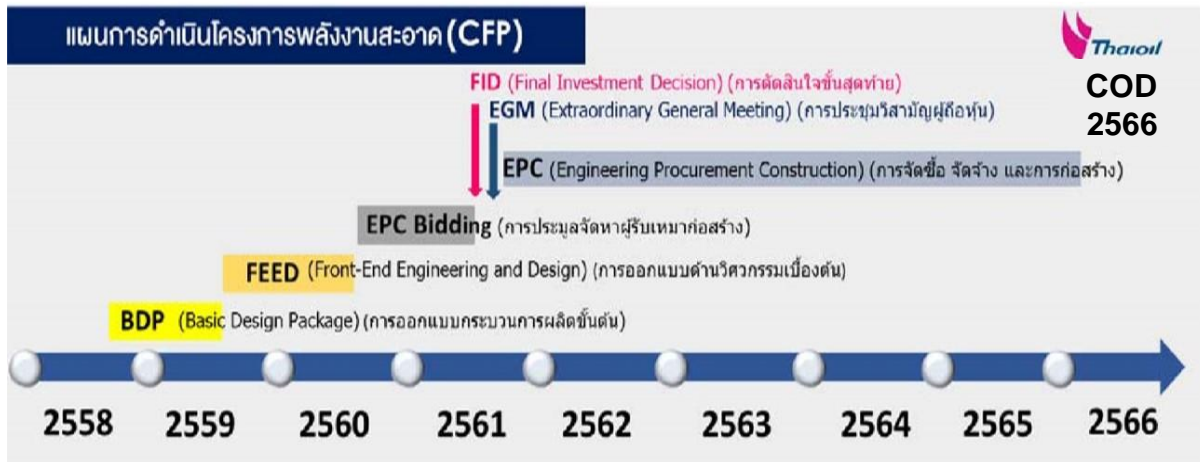 แผนการดำเนินโครงการพลังงานสะอาด (CFP)
Thaioil
COD
2566
FID (Final Investment Decision) (การตัดสินใจขั้นสุดท้าย)
EGM (Extraordinary General Meeting) (การประชุมวิสามัญผู้ถือหุ้น)
EPC (Engineering Procurement Construction) (การจัดซื้อ จัดจ้าง และการก่อสร้าง)
EPC Bidding (การประมูลจัดหาผู้รับเหมาก่อสร้าง)
FEED (Front-End Engineering and Design) (การออกแบบด้านวิศวกรรมเบื้องต้น)
BDP (Basic Design Package) (การออกแบบกระบวนการผลิตขั้นต้น)
2558 2559 2560 2561 2562 2563 2564 2565 2566